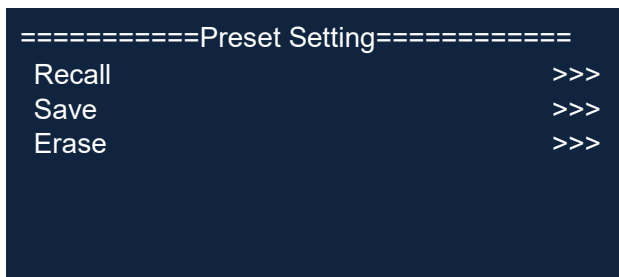 ===========Preset Setting============
Recall >>>
Save >>>
Erase >>>